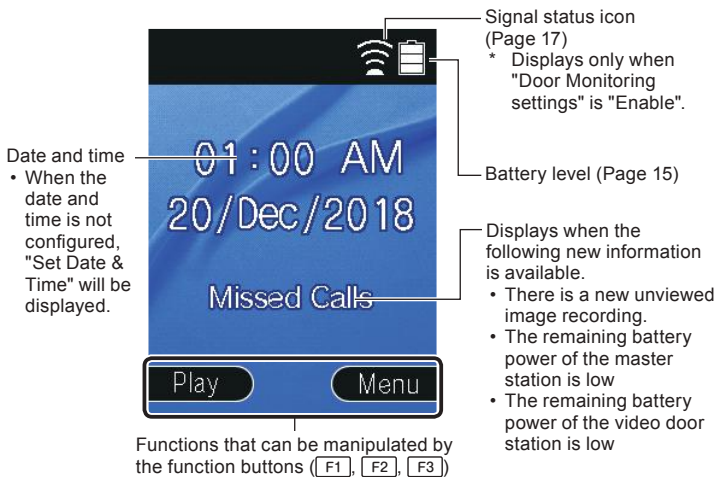 Signal status icon
(Page 17)
* Displays only when
"Door Monitoring
settings" is "Enable".
Date and time
• When the
date and
time is not
configured,
"Set Date &
Time" will be
displayed.
01:00 AM
20/Dec/2018
Missed Calls
Play
Menu
Battery level (Page 15)
Displays when the
following new information
is available.
• There is a new unviewed
image recording.
• The remaining battery
power of the master
station is low
• The remaining battery
power of the video door
station is low
Functions that can be manipulated by
the function buttons (F1, F2, F3)